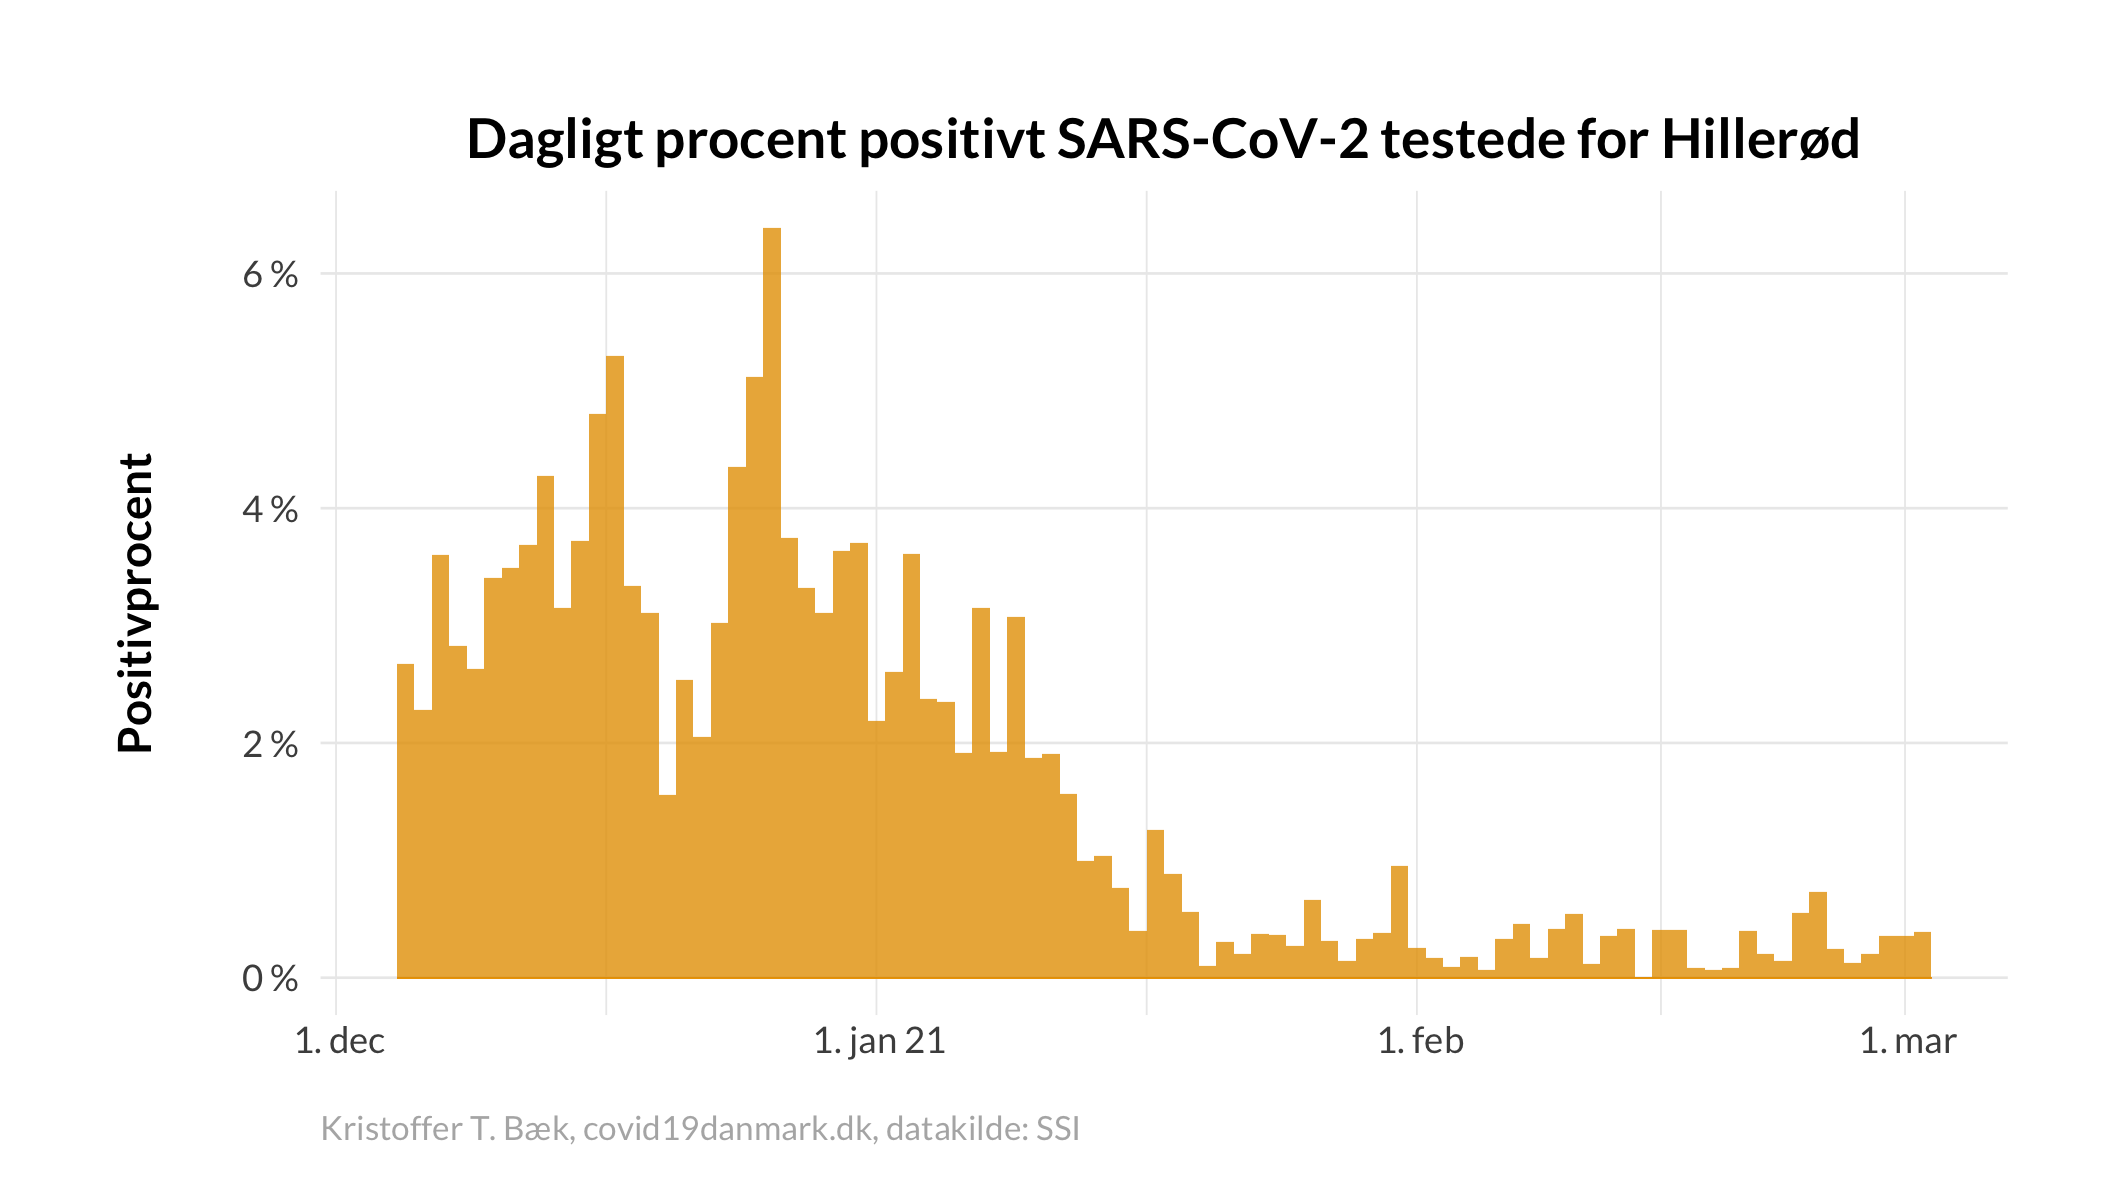 Dagligt procent positivt SARS-CoV-2 testede for Hillerød
Positivprocent
6 %
4 %
2 %
0 %
1. dec
1. jan 21
1. feb
1. mar
Kristoffer T. Bæk, covid19danmark.dk, datakilde: SSI